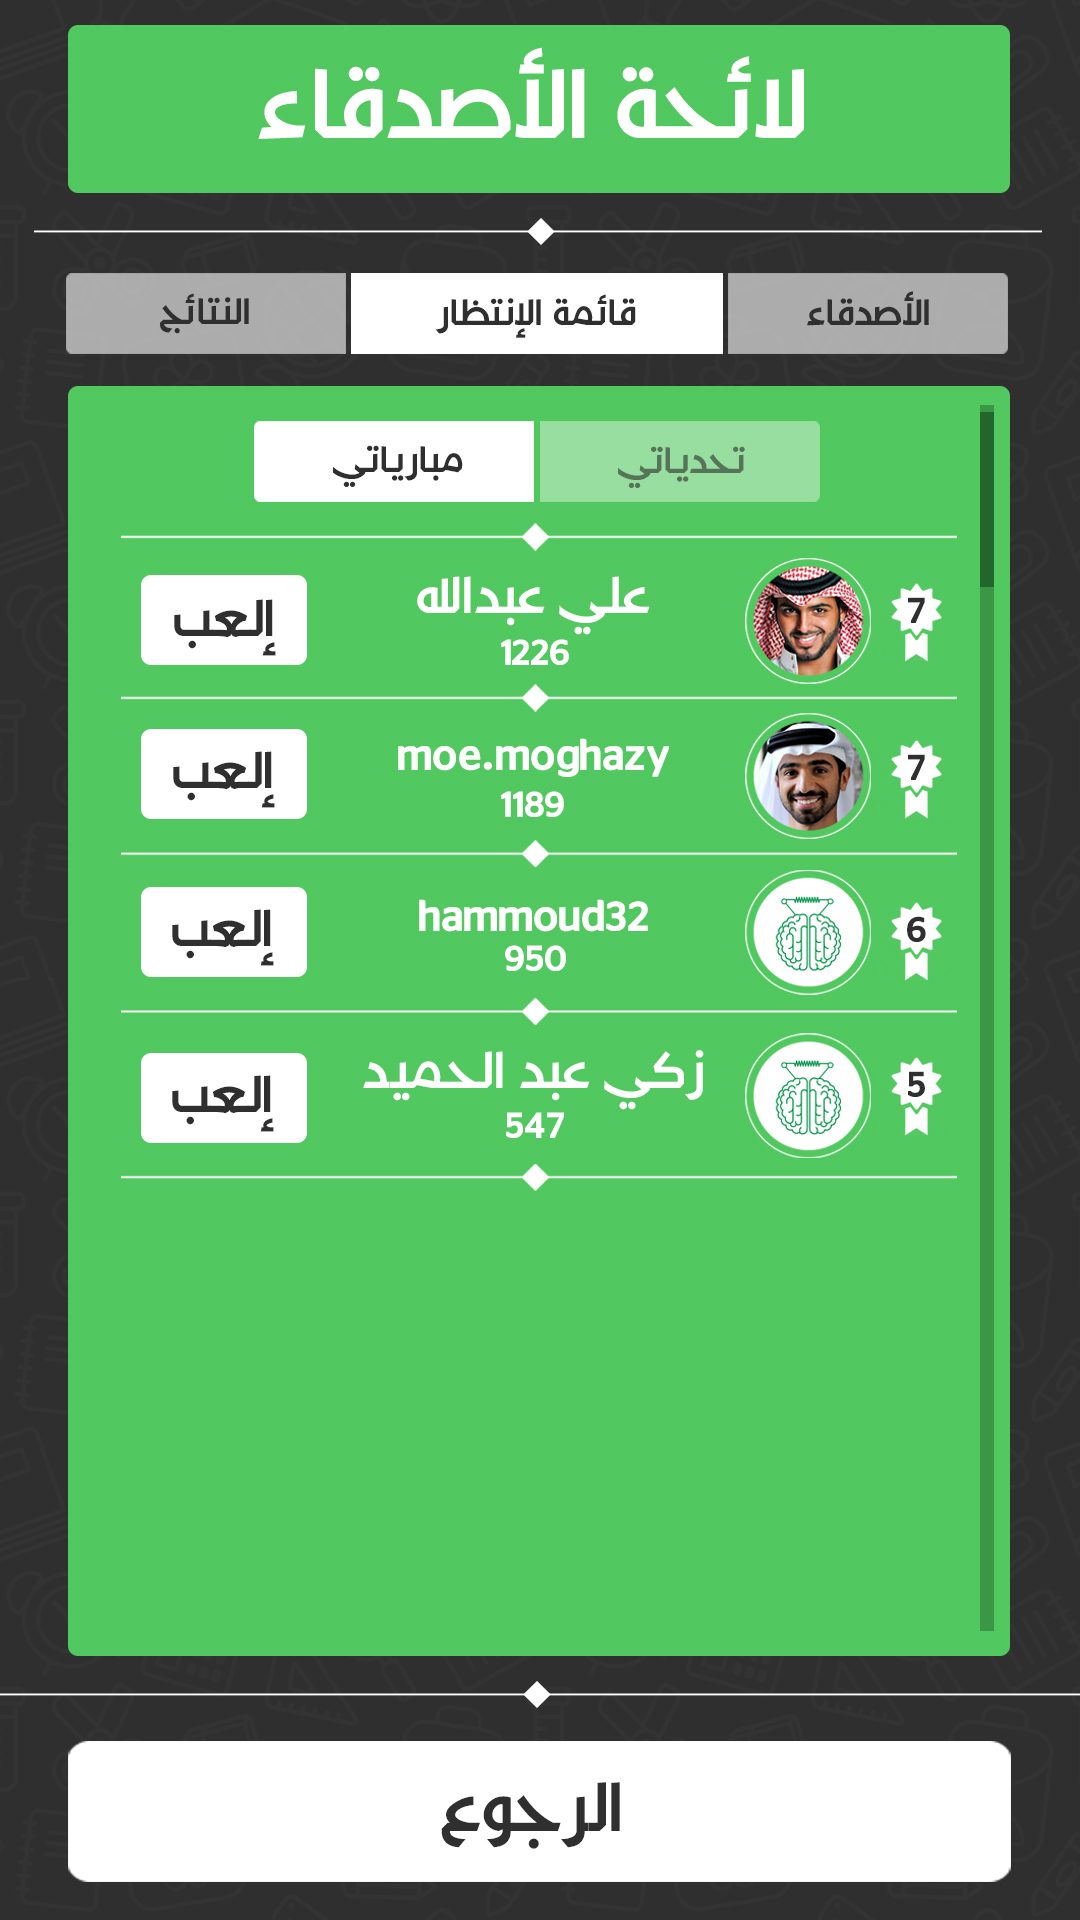 لائحة الأصدقاء
الأصدقاء
قائمة الإنتظار
النتائج
تحدياتي
مبارياتي
7
علي عبدالله
1226
إلعب
7
moe.moghazy
1189
إلعب
6
hammoud32
950
إلعب
5
زكي عبد الحميد
547
إلعب
الرجوع